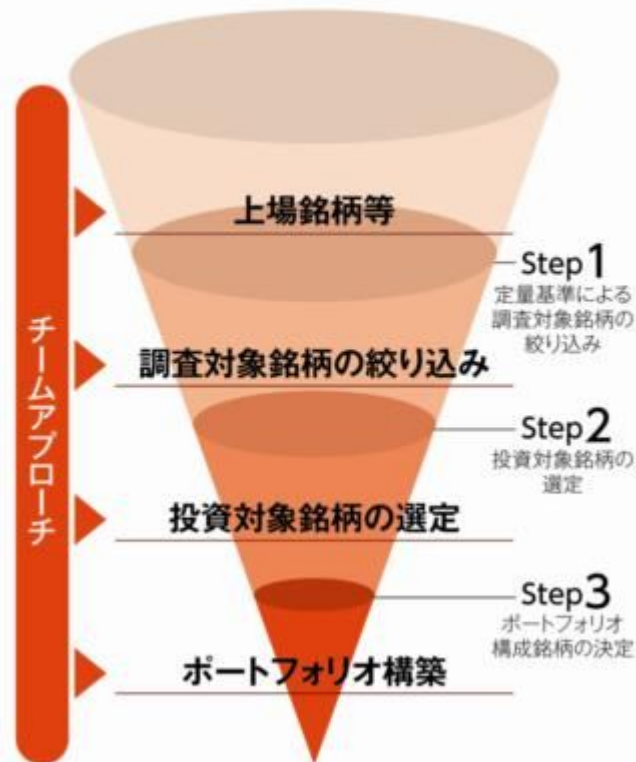 チームアプローチ
上場銘柄等
Step1
定量基準による
調査対象銘柄の
絞り込み
調査対象銘柄の絞り込み
Step2
投資対象銘柄の
選定
投資対象銘柄の選定
Step3
ポートフォリオ
構成銘柄の決定
ポートフォリオ構築